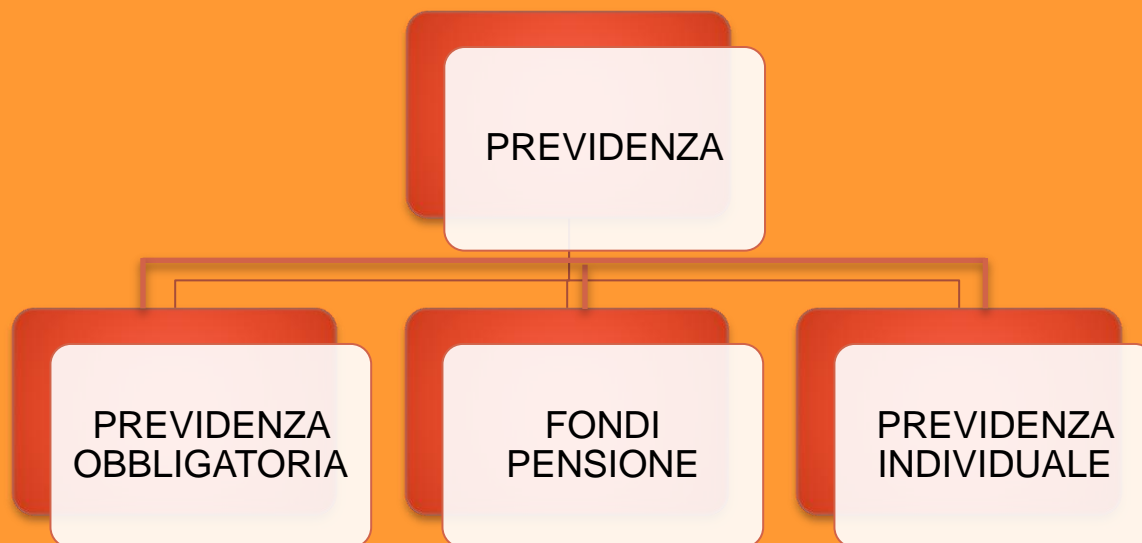 PREVIDENZA
PREVIDENZA
OBBLIGATORIA
FONDI
PENSIONE
PREVIDENZA
INDIVIDUALE